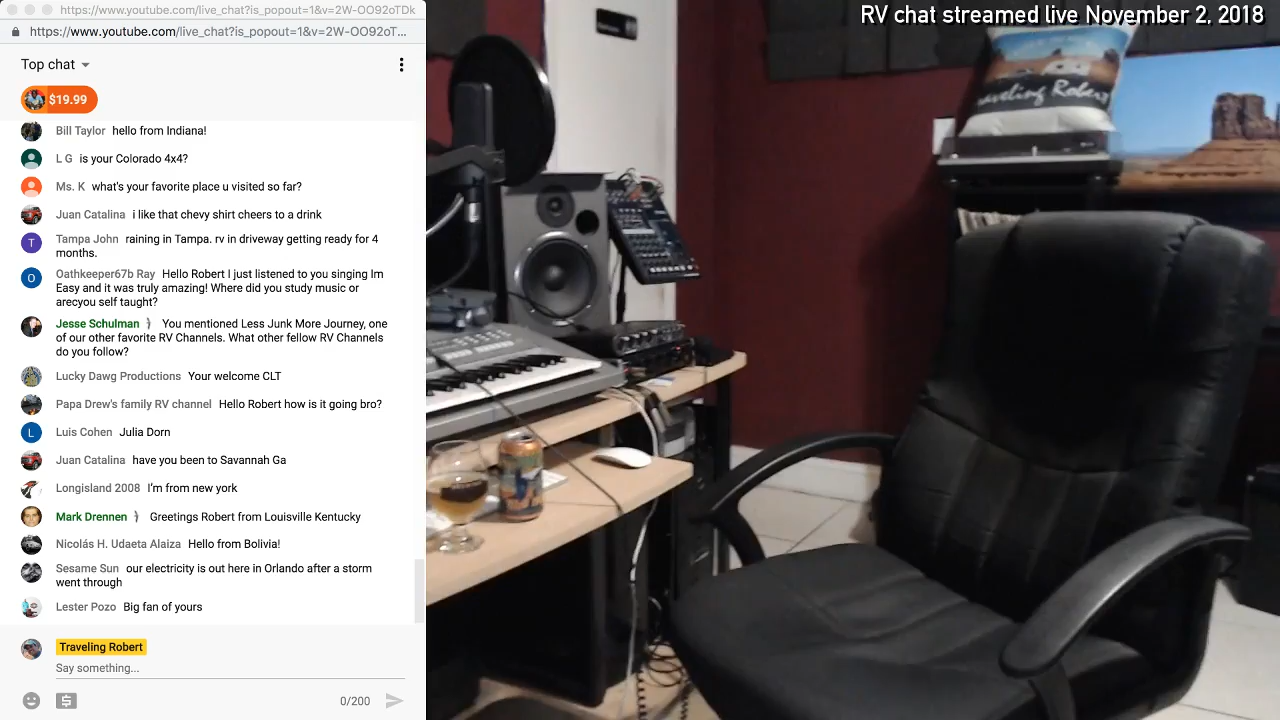 https://www.youtube.com/live_chat?is_popout=1&v=2W-OO92oTDk
https://www.youtube.com/live_chat?is_popout=1&v=2W-OO92oT...
Top chat
$19.99
Bill Taylor hello from Indiana!
L G is your Colorado 4x4?
Ms. K what's your favorite place u visited so far?
Juan Catalina i like that chevy shirt cheers to a drink
Tampa John raining in Tampa. rv in driveway getting ready for 4
months.
Oathkeeper67b Ray Hello Robert I just listened to you singing Im
Easy and it was truly amazing! Where did you study music or
arecyou self taught?
Jesse Schulman You mentioned Less Junk More Journey, one
of our other favorite RV Channels. What other fellow RV Channels
do you follow?
Lucky Dawg Productions Your welcome CLT
Papa Drew's family RV channel Hello Robert how is it going bro?
Luis Cohen Julia Dorn
Juan Catalina have you been to Savannah Ga
Longisland 2008 I'm from new york
Mark Drennen Greetings Robert from Louisville Kentucky
Nicolás H. Udaeta Alaiza Hello from Bolivia!
Sesame Sun our electricity is out here in Orlando after a storm
went through
Lester Pozo Big fan of yours
Traveling Robert
Say something...
0/200
RV chat streamed live November 2, 2018
raveling Robert